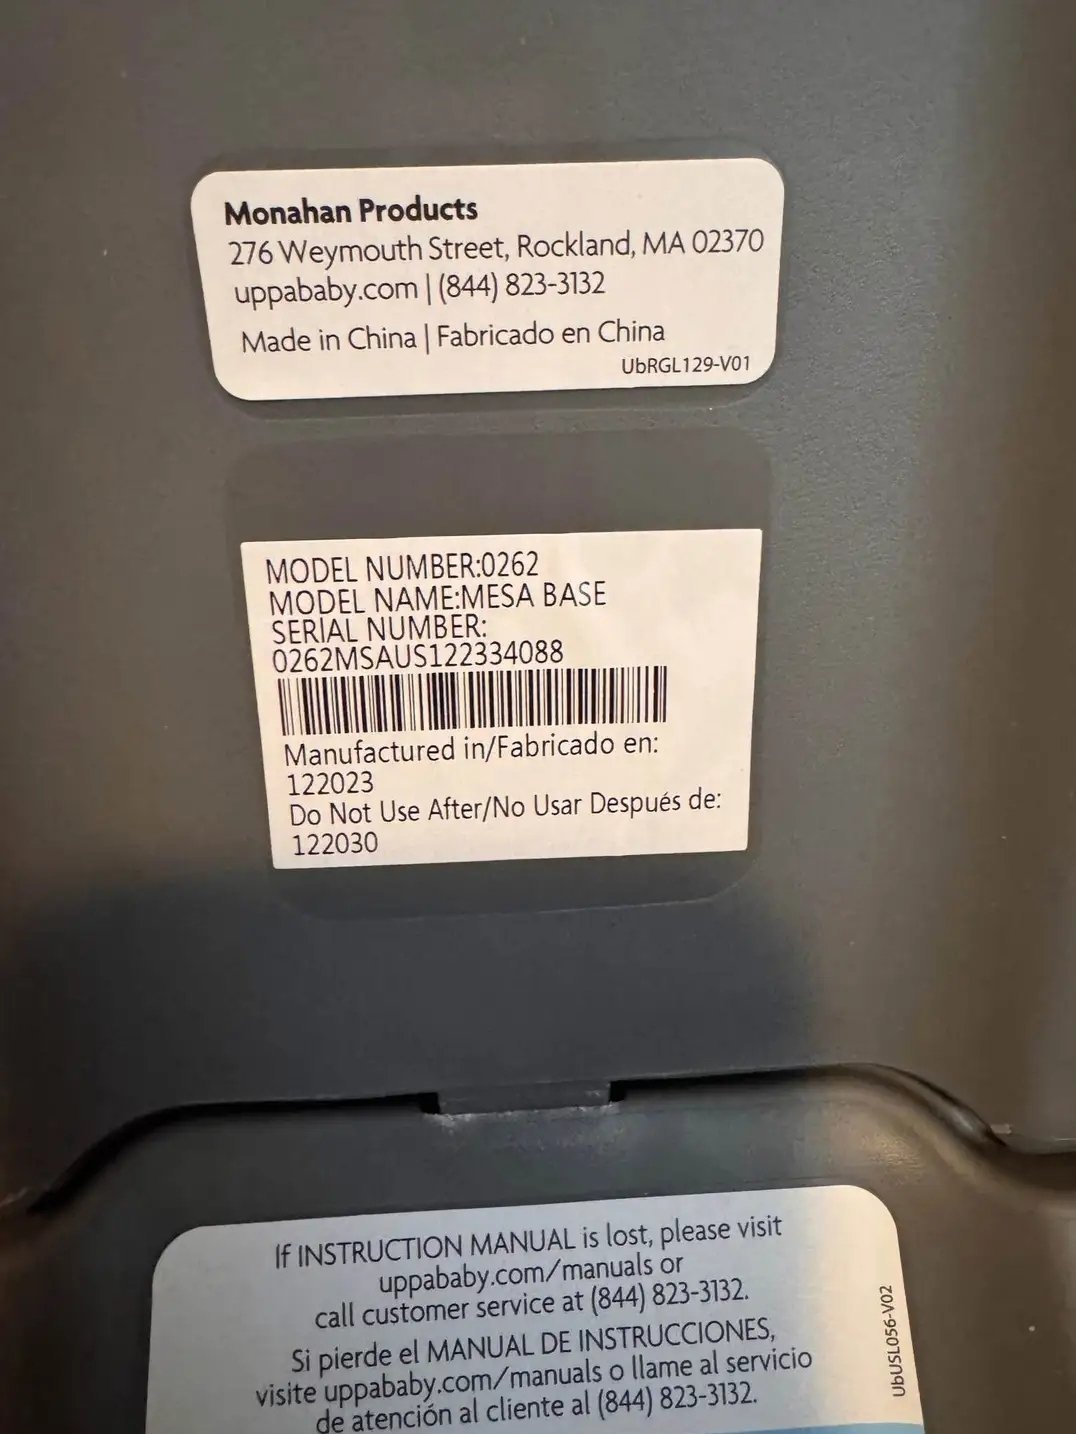 Monahan Products
276 Weymouth Street, Rockland, MA 02370
uppababy.com | (844) 823-3132
Made in China | Fabricado en China
UbRGL129-V01
MODEL NUMBER:0262
MODEL NAME:MESA BASE
SERIAL NUMBER:
0262MSAUS122334088
Manufactured in/Fabricado en:
122023
Do Not Use After/No Usar Después de:
122030
If INSTRUCTION MANUAL is lost, please visit
uppababy.com/manuals or
call customer service at (844) 823-3132.
Si pierde el MANUAL DE INSTRUCCIONES,
visite uppababy.com/manuals o llame al servicio
de atención al cliente al (844) 823-3132.
UbUSL056-V02